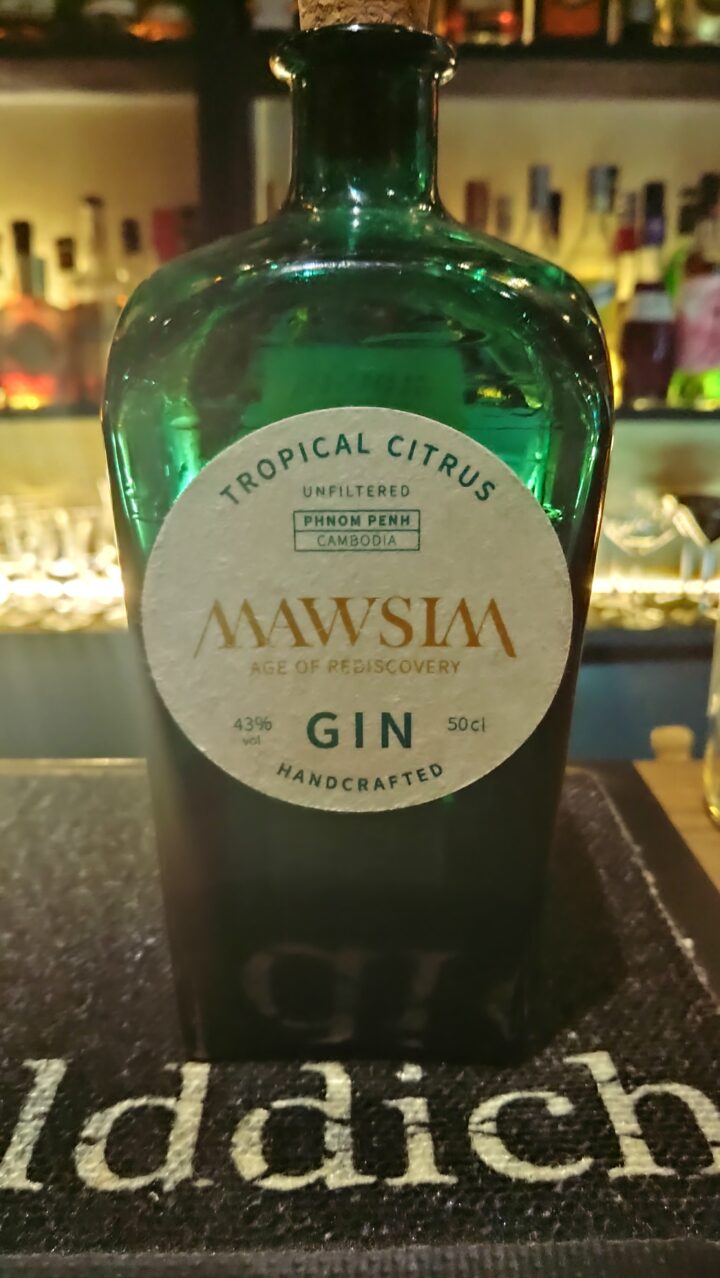 TROPICAL CITRUS
UNFILTERED
PHNOM PENH
CAMBODIA
MAWSIM
AGE OF REDISCOVERY
43% vol GIN 50cl
HANDCRAFTED
lddich